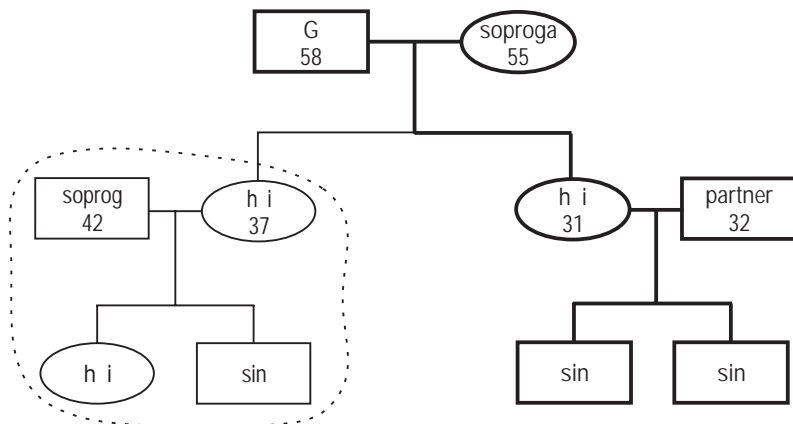 G
58
soproga
55
soprog
42
h i
37
h i
31
partner
32
h i
sin
sin
sin